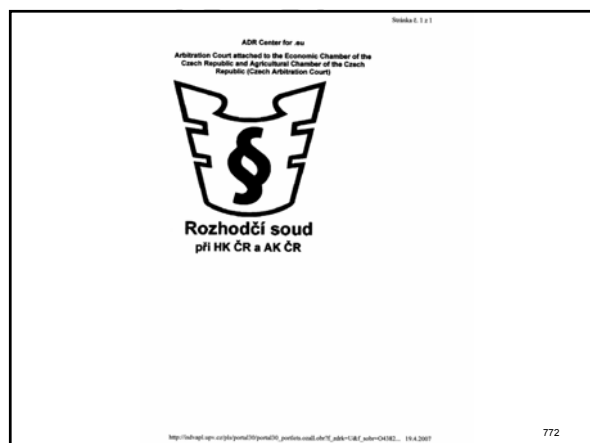 Stránka č. 1 z 1
ADR Center for .eu
Arbitration Court attached to the Economic Chamber of the
Czech Republic and Agricultural Chamber of the Czech
Republic (Czech Arbitration Court)
§
Rozhodčí soud
při HK ČR a AK ČR
19.4.2007
772